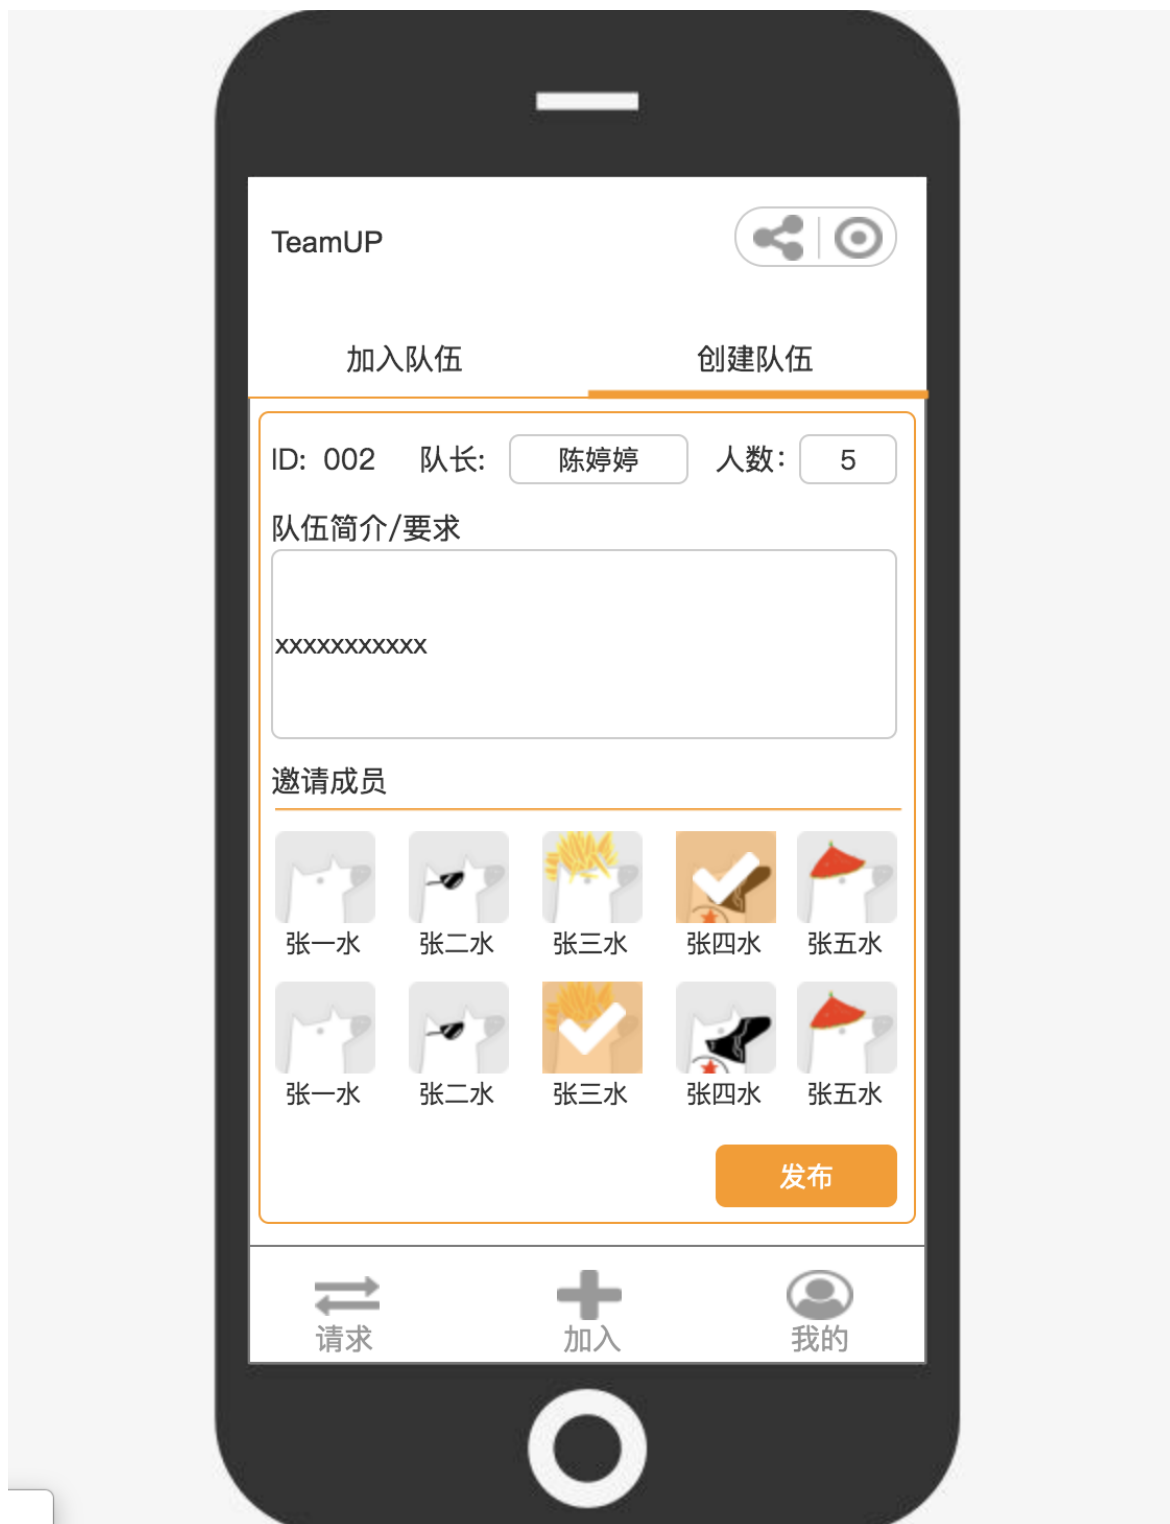 TeamUP
加入队伍 创建队伍
ID: 002 队长: 陈婷婷 人数: 5
队伍简介/要求
xxxxxxxxxxx
邀请成员
张一水 张二水 张三水 张四水 张五水
张一水 张二水 张三水 张四水 张五水
发布
请求 加入 我的